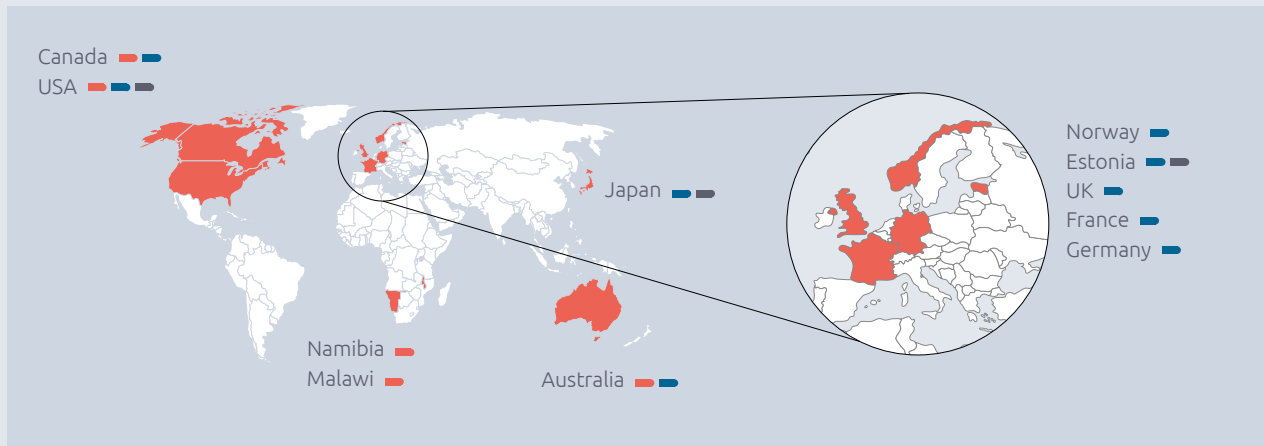 Canada
USA
Japan
Norway
Estonia
UK
France
Germany
Namibia
Malawi
Australia